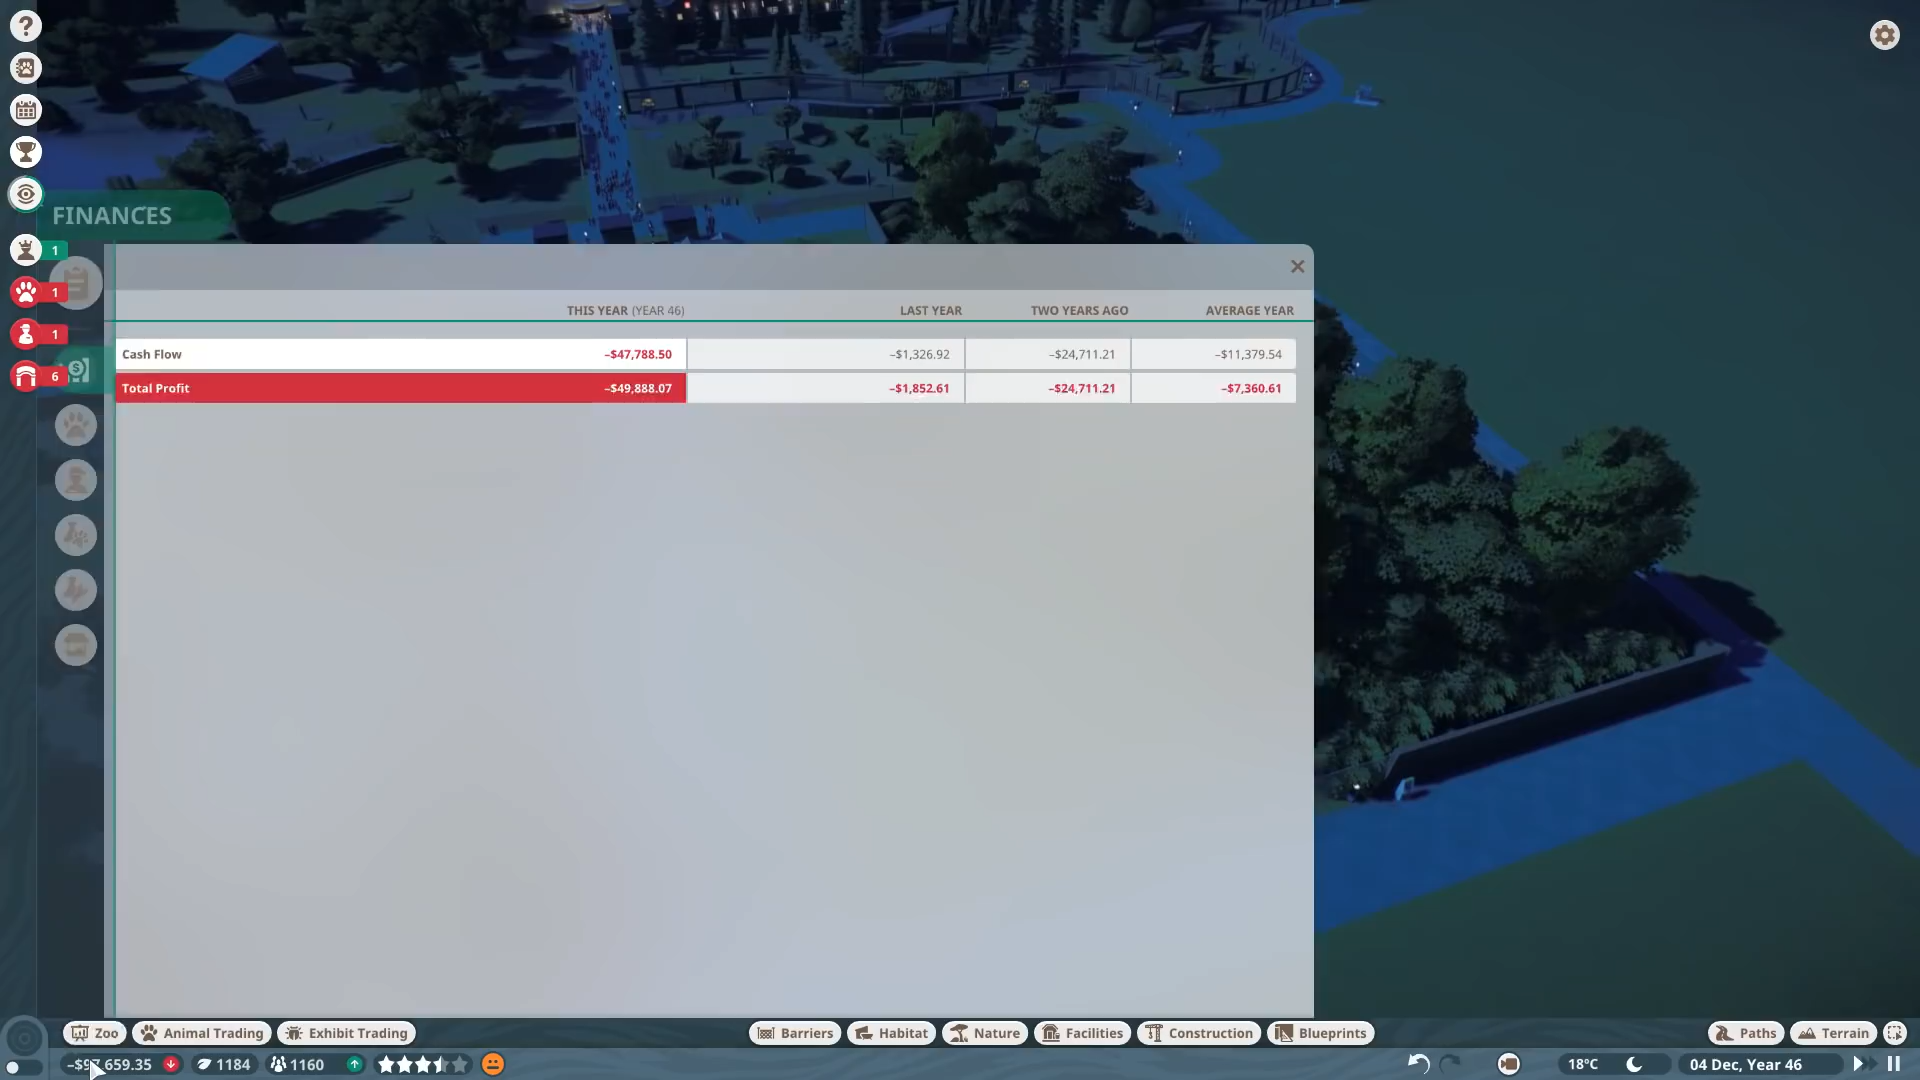 FINANCES
THIS YEAR (YEAR 46) LAST YEAR TWO YEARS AGO AVERAGE YEAR
Cash Flow –$47,788.50 –$1,326.92 –$24,711.21 –$11,379.54
Total Profit –$49,888.07 –$1,852.61 –$24,711.21 –$7,360.61
1
1
1
6
Zoo Animal Trading Exhibit Trading Barriers Habitat Nature Facilities Construction Blueprints Paths Terrain
1184 1160 18°C 04 Dec, Year 46